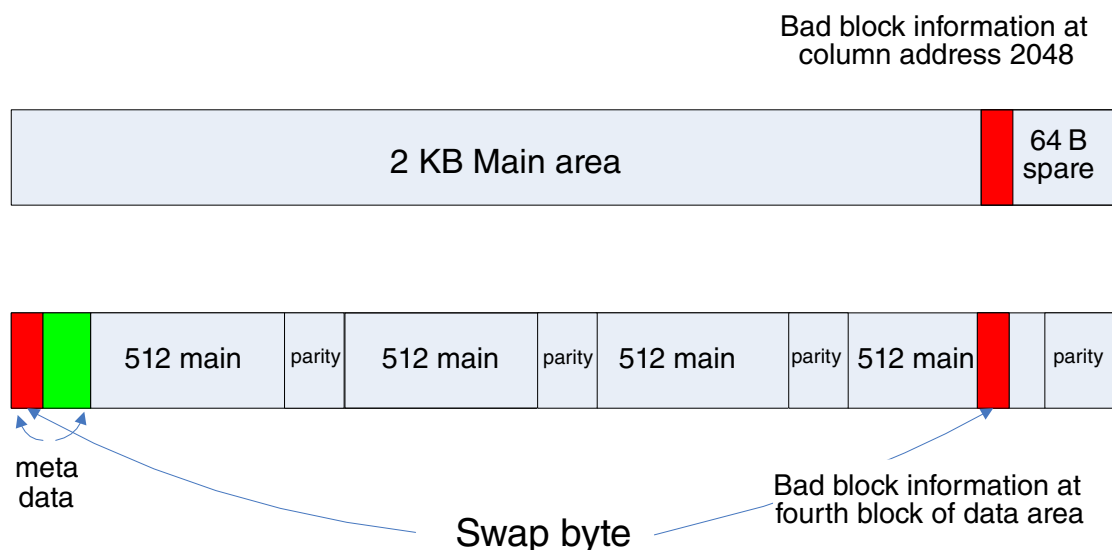 Bad block information at
column address 2048
2 KB Main area
64 B
spare
512 main
parity
512 main
parity
512 main
parity
512 main
parity
meta
data
Swap byte
Bad block information at
fourth block of data area